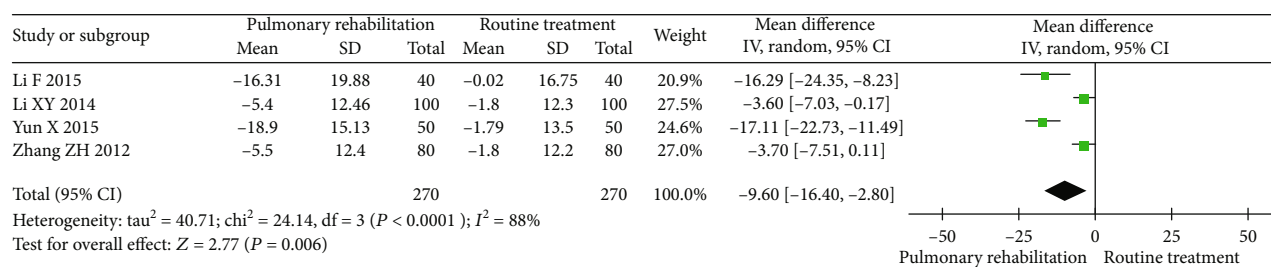 Study or subgroup Pulmonary rehabilitation Routine treatment Weight Mean difference Mean difference
Mean SD Total Mean SD Total IV, random, 95% CI IV, random, 95% CI
Li F 2015 −16.31 19.88 40 −0.02 16.75 40 20.9% −16.29 [−24.35, −8.23]
Li XY 2014 −5.4 12.46 100 −1.8 12.3 100 27.5% −3.60 [−7.03, −0.17]
Yun X 2015 −18.9 15.13 50 −1.79 13.5 50 24.6% −17.11 [−22.73, −11.49]
Zhang ZH 2012 −5.5 12.4 80 −1.8 12.2 80 27.0% −3.70 [−7.51, 0.11]
Total (95% CI) 270 270 100.0% −9.60 [−16.40, −2.80]
Heterogeneity: tau² = 40.71; chi² = 24.14, df = 3 (P < 0.0001 ); I² = 88%
Test for overall effect: Z = 2.77 (P = 0.006)
−50 −25 0 25 50
Pulmonary rehabilitation Routine treatment